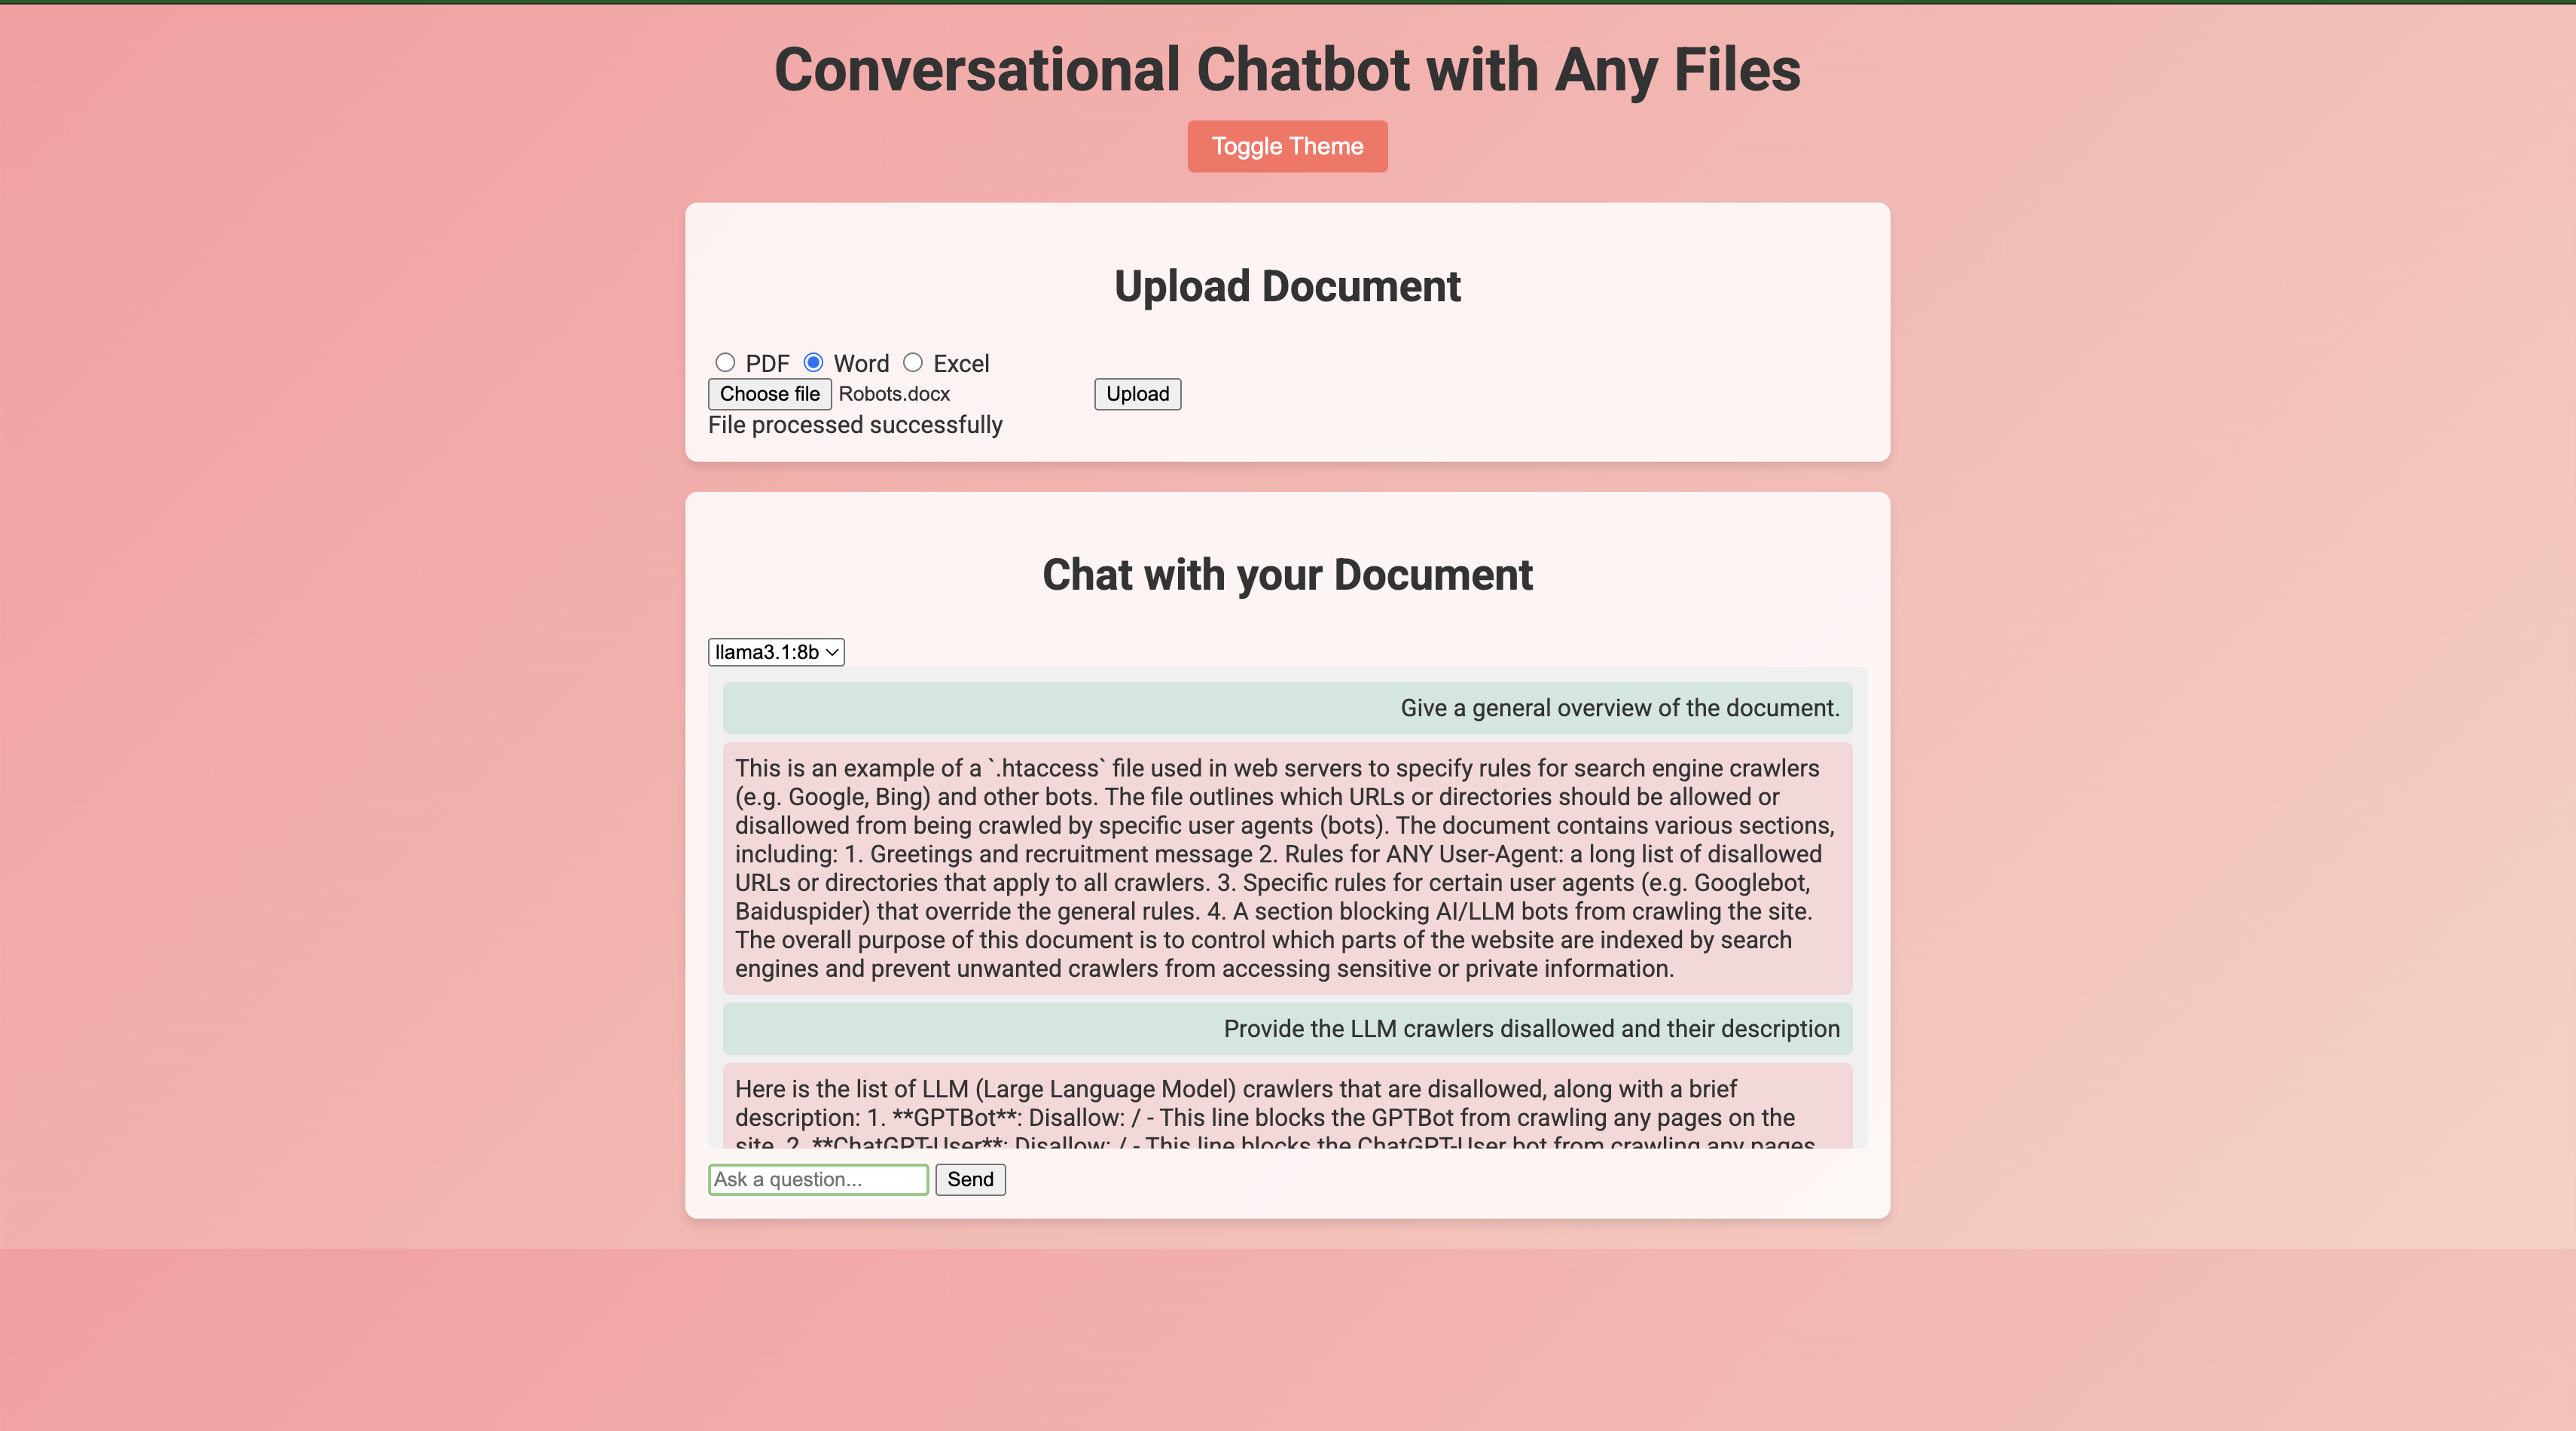 Conversational Chatbot with Any Files
Toggle Theme
Upload Document
PDF Word Excel
Choose file Robots.docx Upload
File processed successfully
Chat with your Document
llama3.1:8b
Give a general overview of the document.
This is an example of a `.htaccess` file used in web servers to specify rules for search engine crawlers
(e.g. Google, Bing) and other bots. The file outlines which URLs or directories should be allowed or
disallowed from being crawled by specific user agents (bots). The document contains various sections,
including: 1. Greetings and recruitment message 2. Rules for ANY User-Agent: a long list of disallowed
URLs or directories that apply to all crawlers. 3. Specific rules for certain user agents (e.g. Googlebot,
Baiduspider) that override the general rules. 4. A section blocking AI/LLM bots from crawling the site.
The overall purpose of this document is to control which parts of the website are indexed by search
engines and prevent unwanted crawlers from accessing sensitive or private information.
Provide the LLM crawlers disallowed and their description
Here is the list of LLM (Large Language Model) crawlers that are disallowed, along with a brief
description: 1. **GPTBot**: Disallow: / - This line blocks the GPTBot from crawling any pages on the
site. 2. **ChatGPT-User**: Disallow: / - This line blocks the ChatGPT-User bot from crawling any pages
Ask a question... Send